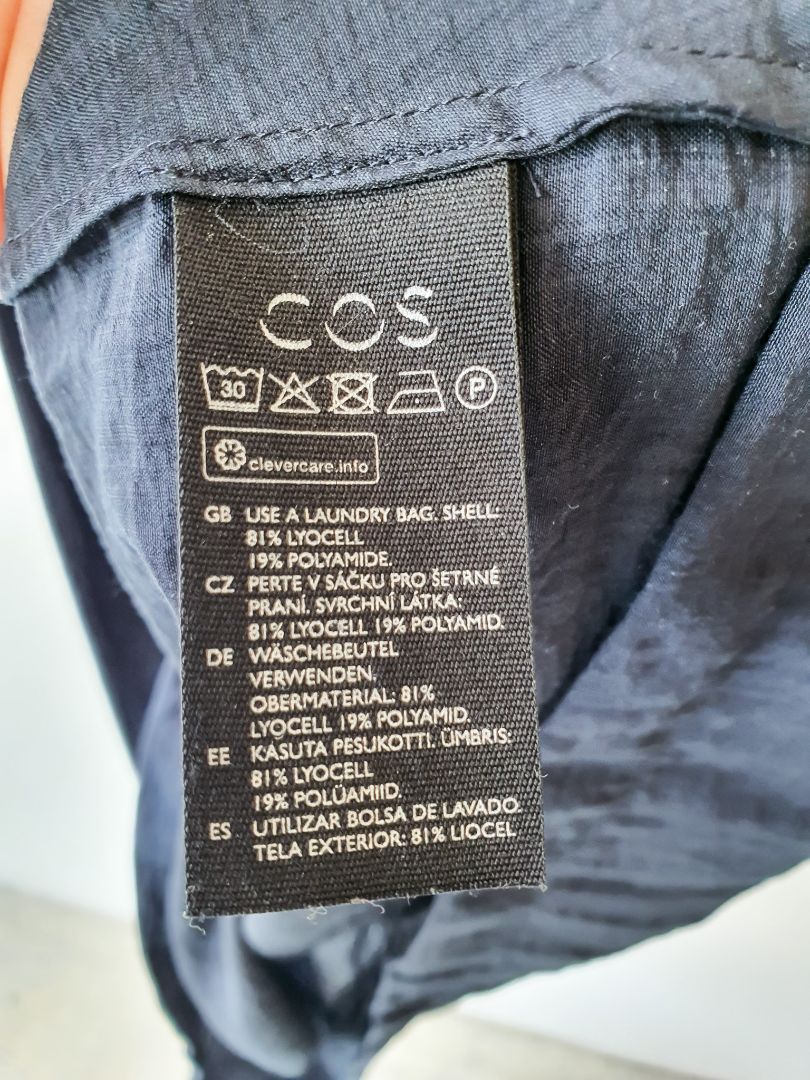 COS
30 P
clevercare.info
GB USE A LAUNDRY BAG. SHELL:
81% LYOCELL
19% POLYAMIDE.
CZ PERTE V SÁČKU PRO ŠETRNÉ
PRANÍ. SVRCHNÍ LÁTKA:
81% LYOCELL 19% POLYAMID.
DE WÄSCHEBEUTEL
VERWENDEN.
OBERMATERIAL: 81%
LYOCELL 19% POLYAMID.
EE KASUTA PESUKOTTI. ÜMBRIS:
81% LYOCELL
19% POLÜAMIID.
ES UTILIZAR BOLSA DE LAVADO.
TELA EXTERIOR: 81% LIOCEL